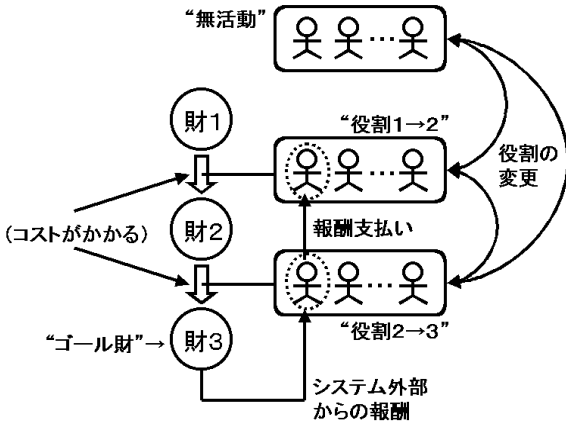 “無活動”
財1
“役割1→2”
役割の
変更
(コストがかかる)
財2
報酬支払い
“役割2→3”
“ゴール財”→
財3
システム外部
からの報酬